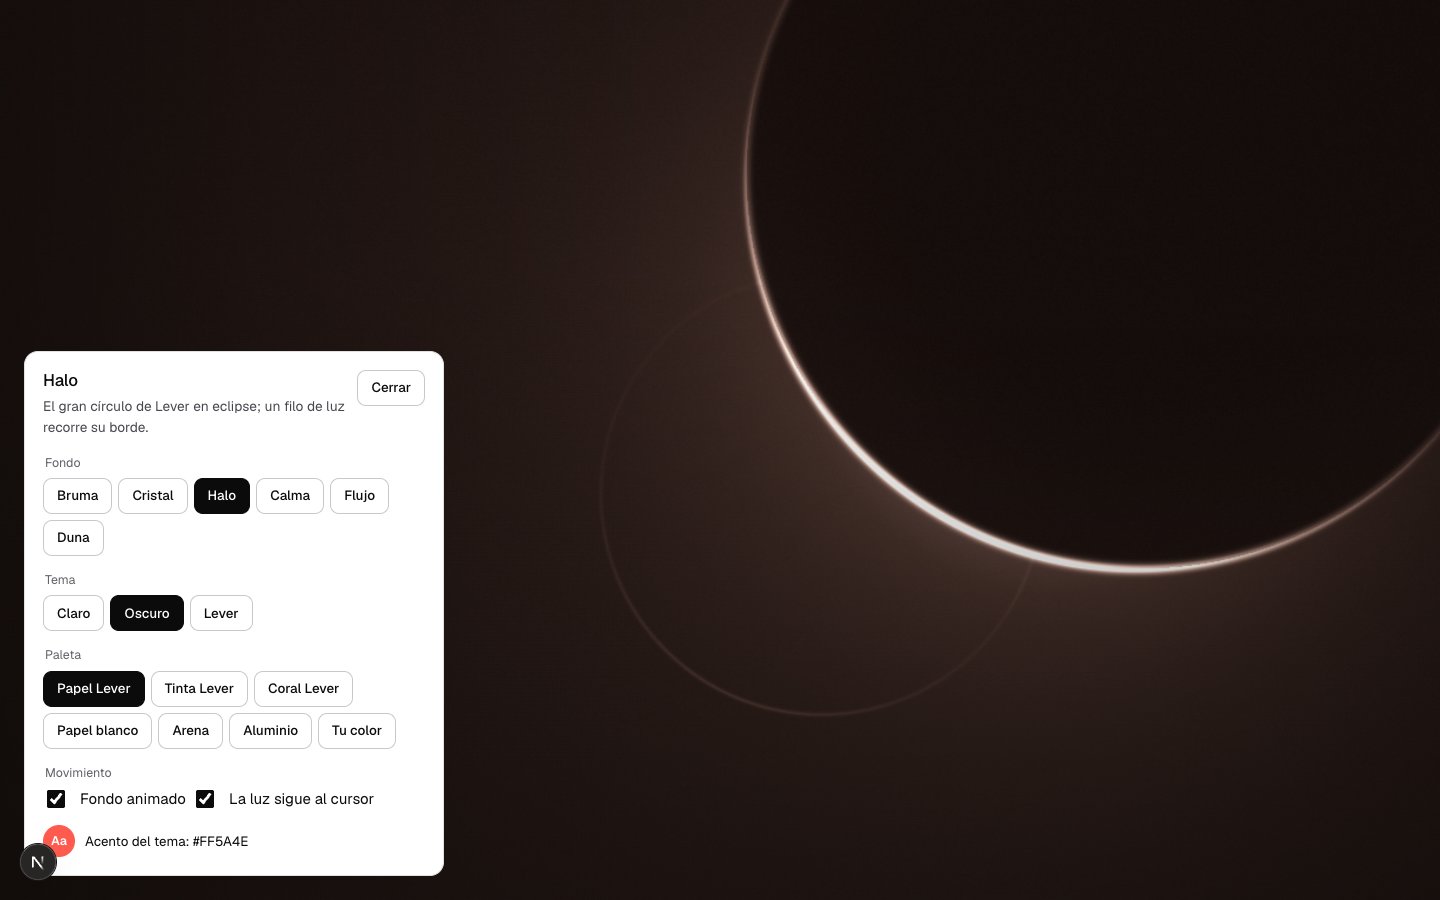 Halo
Cerrar
El gran círculo de Lever en eclipse; un filo de luz
recorre su borde.
Fondo
Bruma Cristal Halo Calma Flujo
Duna
Tema
Claro Oscuro Lever
Paleta
Papel Lever Tinta Lever Coral Lever
Papel blanco Arena Aluminio Tu color
Movimiento
Fondo animado La luz sigue al cursor
Aa Acento del tema: #FF5A4E
N